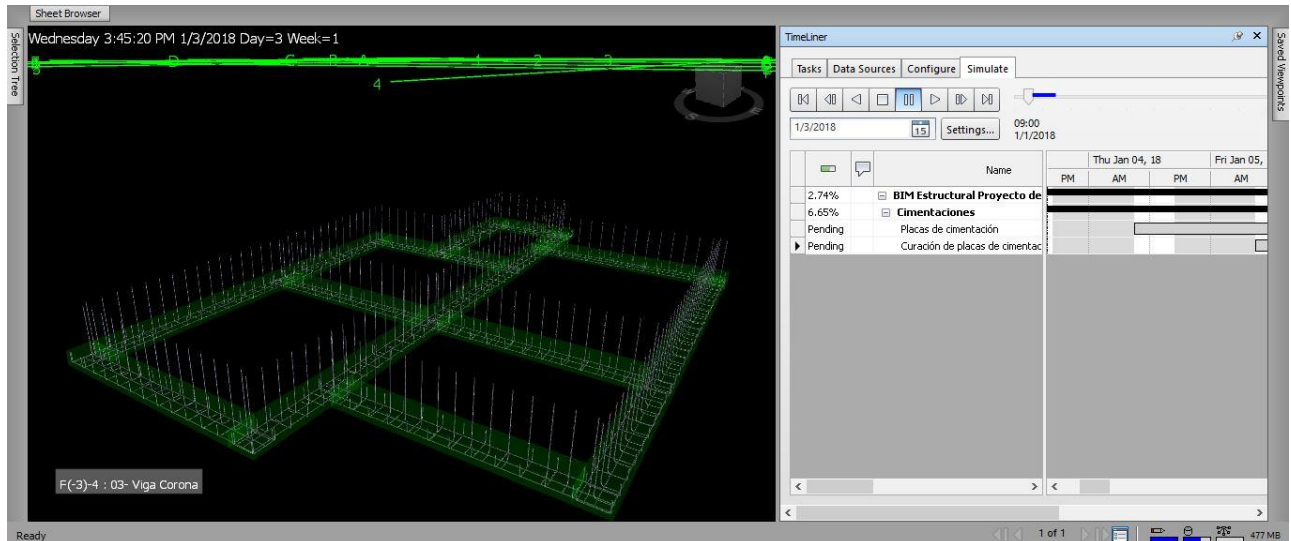 Sheet Browser
Selection Tree
Wednesday 3:45:20 PM 1/3/2018 Day=3 Week=1
D C B A 1 2 3
4
F(-3)-4 : 03- Viga Corona
TimeLiner
Saved Viewpoints
Tasks Data Sources Configure Simulate
1/3/2018 15 Settings... 09:00
1/1/2018
Thu Jan 04, 18 Fri Jan 05,
Name PM AM PM AM
2.74% BIM Estructural Proyecto de
6.65% Cimentaciones
Pending Placas de cimentación
Pending Curación de placas de cimentac
Ready 1 of 1 477 MB